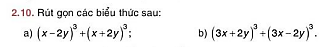 2.10. Rút gọn các biểu thức sau:
a) (x−2y)³+(x+2y)³; b) (3x+2y)³+(3x−2y)³.